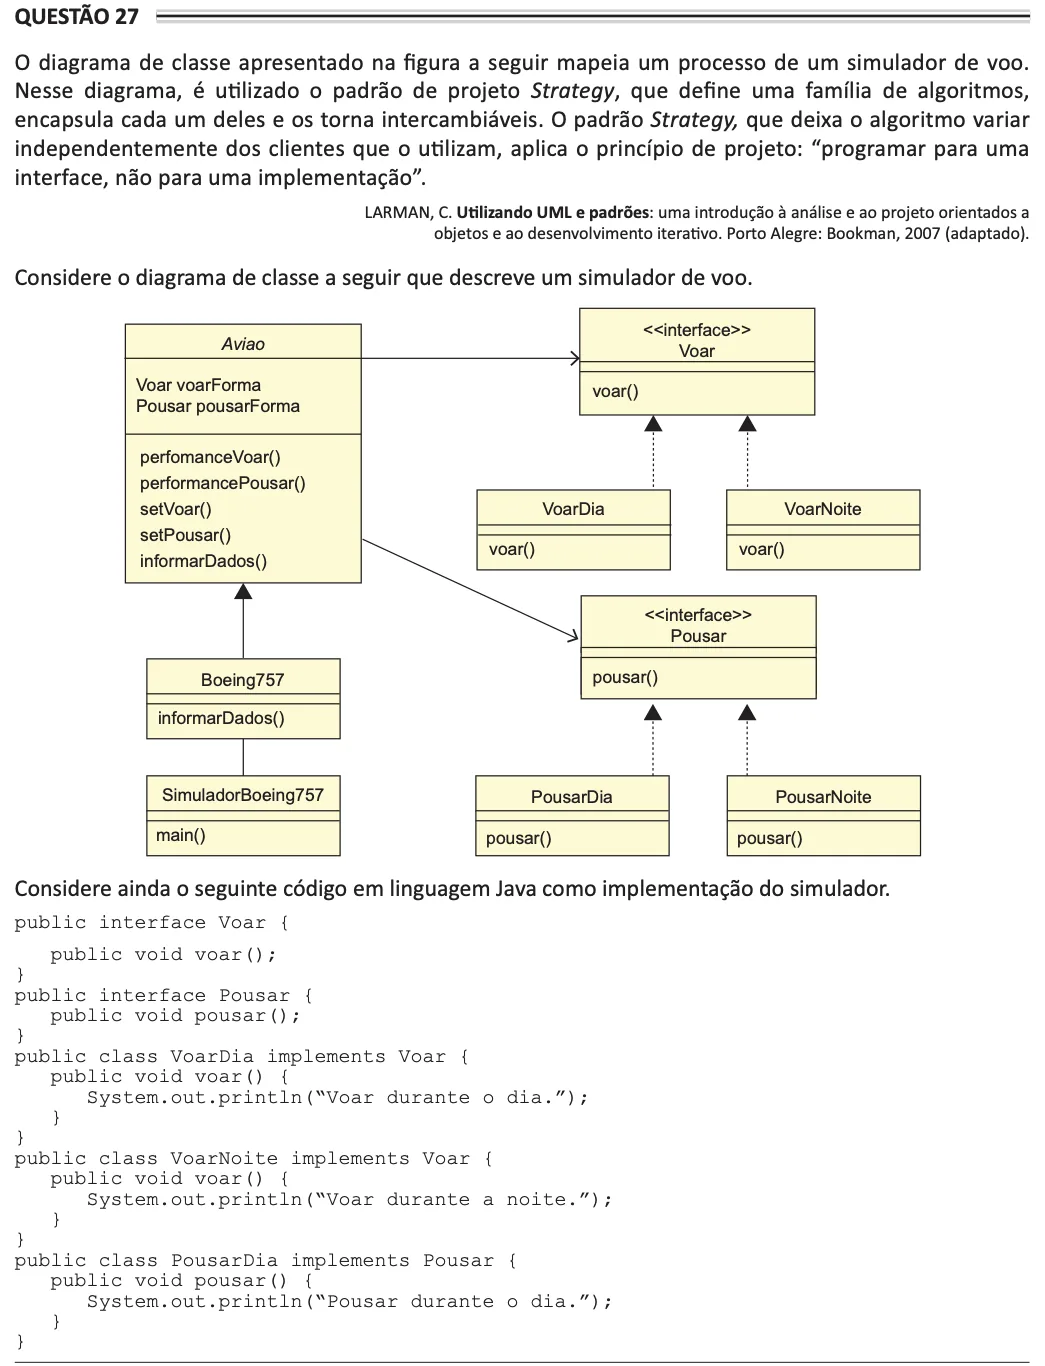 QUESTÃO 27
O diagrama de classe apresentado na figura a seguir mapeia um processo de um simulador de voo.
Nesse diagrama, é utilizado o padrão de projeto Strategy, que define uma família de algoritmos,
encapsula cada um deles e os torna intercambiáveis. O padrão Strategy, que deixa o algoritmo variar
independentemente dos clientes que o utilizam, aplica o princípio de projeto: “programar para uma
interface, não para uma implementação”.
LARMAN, C. Utilizando UML e padrões: uma introdução à análise e ao projeto orientados a
objetos e ao desenvolvimento iterativo. Porto Alegre: Bookman, 2007 (adaptado).
Considere o diagrama de classe a seguir que descreve um simulador de voo.
Aviao
Voar voarForma
Pousar pousarForma
perfomanceVoar()
performancePousar()
setVoar()
setPousar()
informarDados()
<<interface>>
Voar
voar()
VoarDia
voar()
VoarNoite
voar()
<<interface>>
Pousar
pousar()
Boeing757
informarDados()
SimuladorBoeing757
main()
PousarDia
pousar()
PousarNoite
pousar()
Considere ainda o seguinte código em linguagem Java como implementação do simulador.
public interface Voar {
   public void voar();
}
public interface Pousar {
   public void pousar();
}
public class VoarDia implements Voar {
   public void voar() {
      System.out.println(“Voar durante o dia.”);
   }
}
public class VoarNoite implements Voar {
   public void voar() {
      System.out.println(“Voar durante a noite.”);
   }
}
public class PousarDia implements Pousar {
   public void pousar() {
      System.out.println(“Pousar durante o dia.”);
   }
}